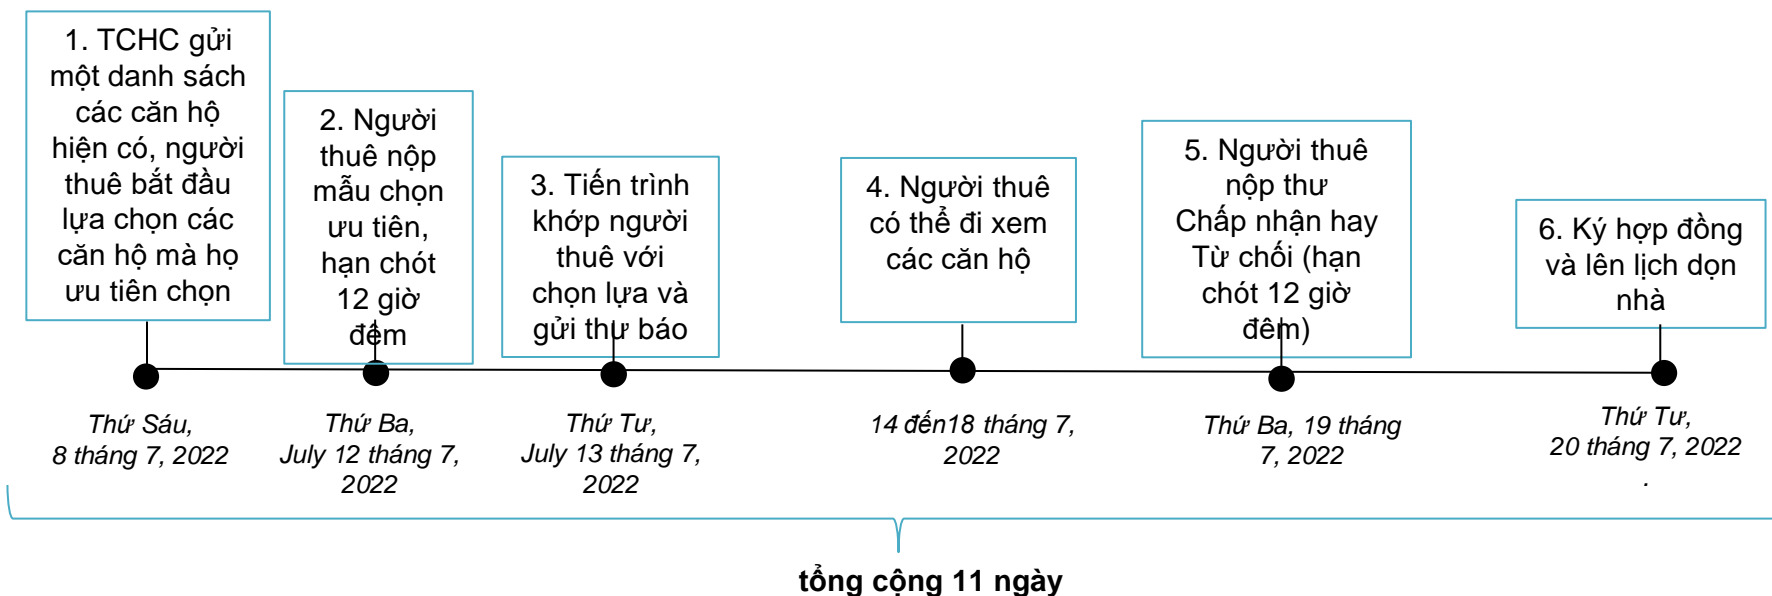 1. TCHC gửi
một danh sách
các căn hộ
hiện có, người
thuê bắt đầu
lựa chọn các
căn hộ mà họ
ưu tiên chọn
2. Người
thuê nộp
mẫu chọn
ưu tiên,
hạn chót
12 giờ
đêm
3. Tiến trình
khớp người
thuê với
chọn lựa và
gửi thư báo
4. Người thuê
có thể đi xem
các căn hộ
5. Người thuê
nộp thư
Chấp nhận hay
Từ chối (hạn
chót 12 giờ
đêm)
6. Ký hợp đồng
và lên lịch dọn
nhà
Thứ Sáu,
8 tháng 7, 2022
Thứ Ba,
July 12 tháng 7,
2022
Thứ Tư,
July 13 tháng 7,
2022
14 đến18 tháng 7,
2022
Thứ Ba, 19 tháng
7, 2022
Thứ Tư,
20 tháng 7, 2022
.
tổng cộng 11 ngày